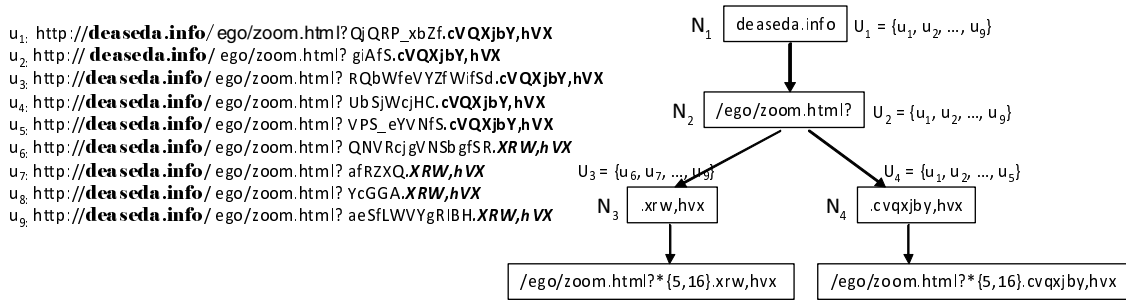 u1: http://deaseda.info/ego/zoom.html?QjQRP_xbZf.cVQXjbY,hVX
u2: http:// deaseda.info/ ego/zoom.html? giAfS.cVQXjbY,hVX
u3: http://deaseda.info/ ego/zoom.html? RQbWfeVYZfWifSd.cVQXjbY,hVX
u4: http://deaseda.info/ ego/zoom.html? UbSjWcjHC.cVQXjbY,hVX
u5: http://deaseda.info/ ego/zoom.html? VPS_eYVNfS.cVQXjbY,hVX
u6: http://deaseda.info/ ego/zoom.html? QNVRcjgVNSbgfSR.XRW,hVX
u7: http://deaseda.info/ ego/zoom.html? afRZXQ.XRW,hVX
u8: http://deaseda.info/ ego/zoom.html? YcGGA.XRW,hVX
u9: http://deaseda.info/ ego/zoom.html? aeSfLWVYgRIBH.XRW,hVX
N1 deaseda.info U1 = {u1, u2, ..., u9}
N2 /ego/zoom.html? U2 = {u1, u2, ..., u9}
U3 = {u6, u7, ..., u9} U4 = {u1, u2, ..., u5}
N3 .xrw,hvx N4 .cvqxjby,hvx
/ego/zoom.html?*{5,16}.xrw,hvx /ego/zoom.html?*{5,16}.cvqxjby,hvx